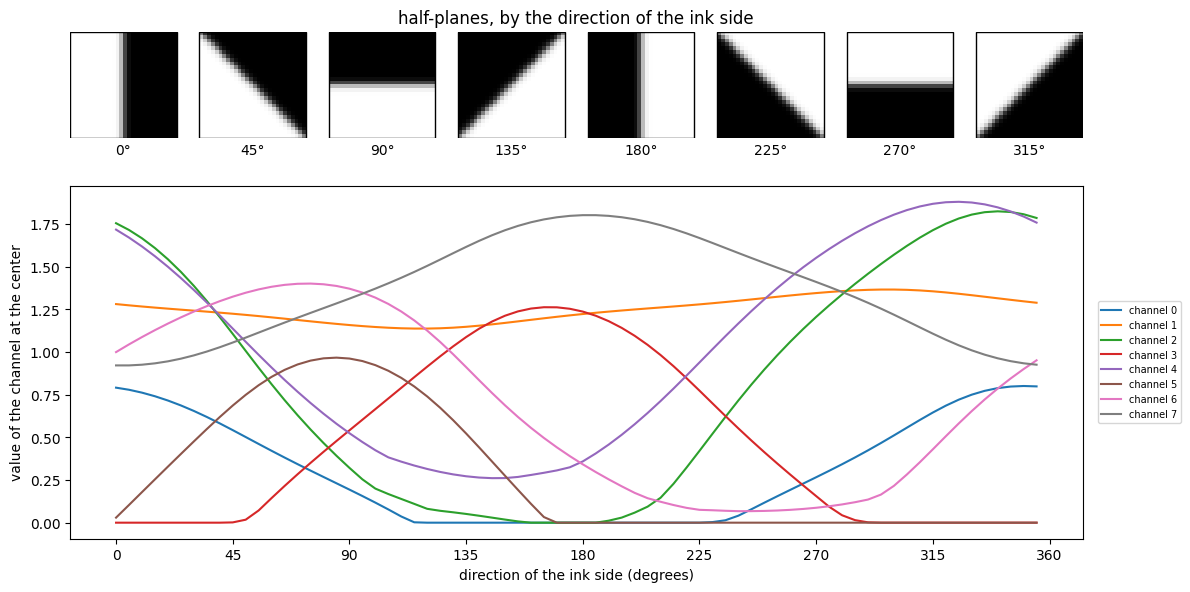 half-planes, by the direction of the ink side
0° 45° 90° 135° 180° 225° 270° 315°
value of the channel at the center
1.75
1.50
1.25
1.00
0.75
0.50
0.25
0.00
0 45 90 135 180 225 270 315 360
direction of the ink side (degrees)
channel 0
channel 1
channel 2
channel 3
channel 4
channel 5
channel 6
channel 7